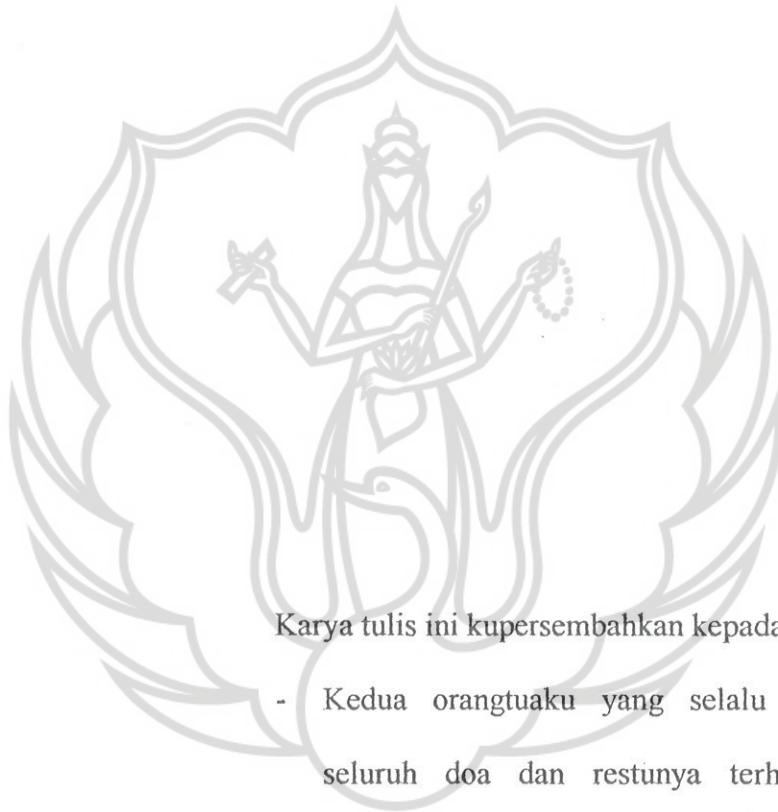 Karya tulis ini kupersembahkan kepada
- Kedua orangtuaku yang selalu
seluruh doa dan restunya